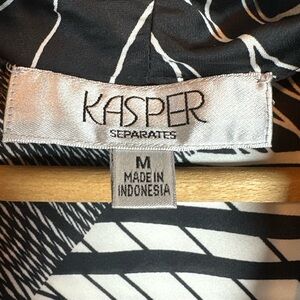 KASPER
SEPARATES
M
MADE IN
INDONESIA